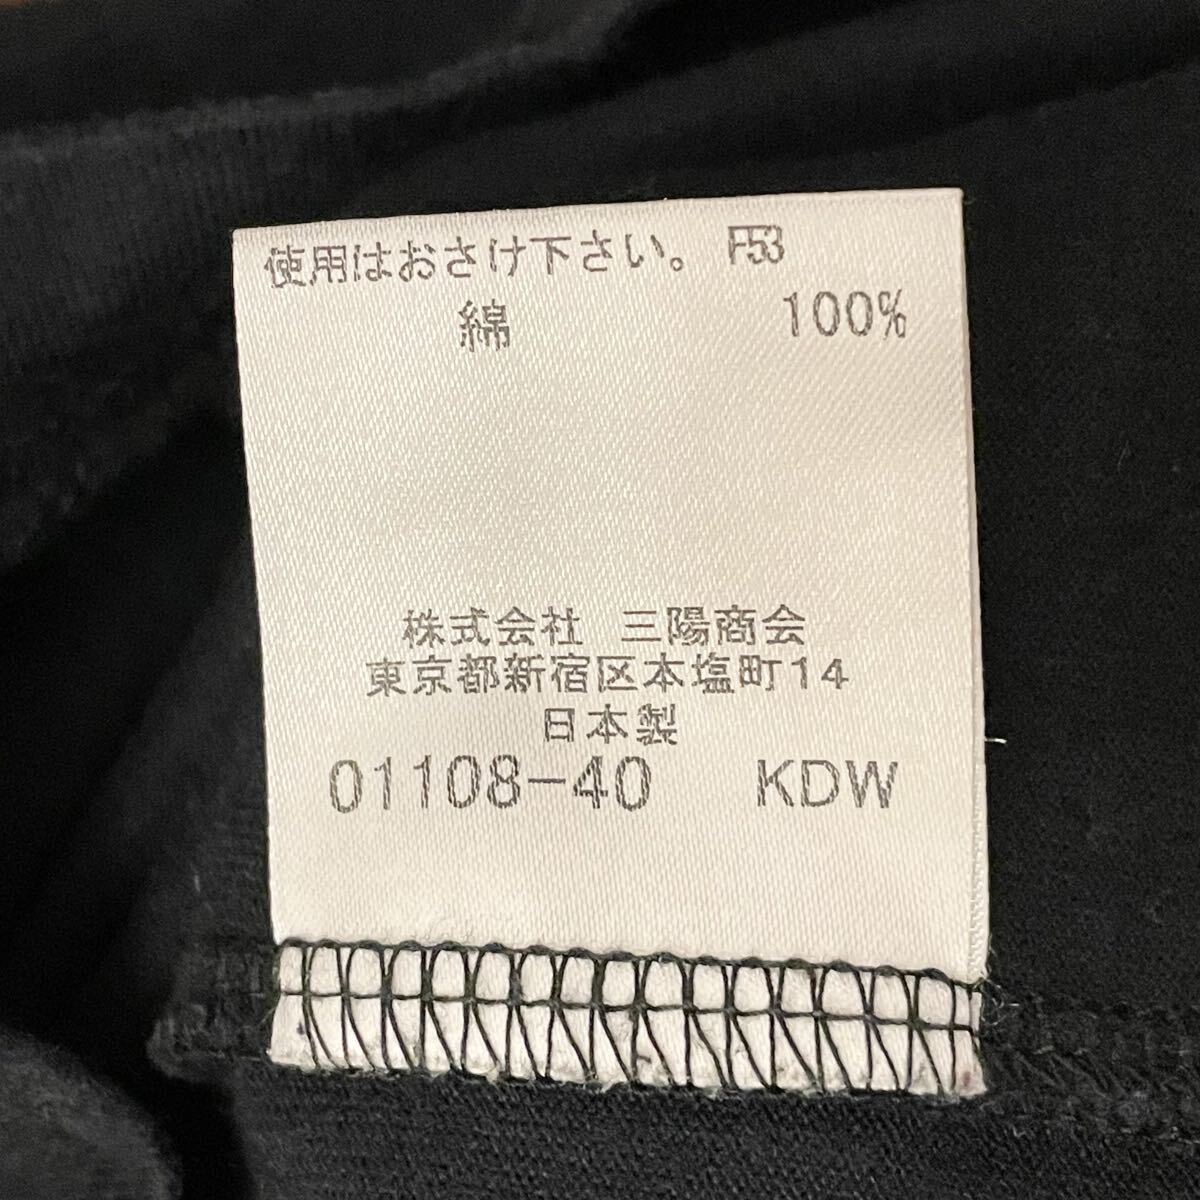 使用はおさけ下さい。 F53
綿 100%
株式会社 三陽商会
東京都新宿区本塩町14
日本製
01108-40 KDW